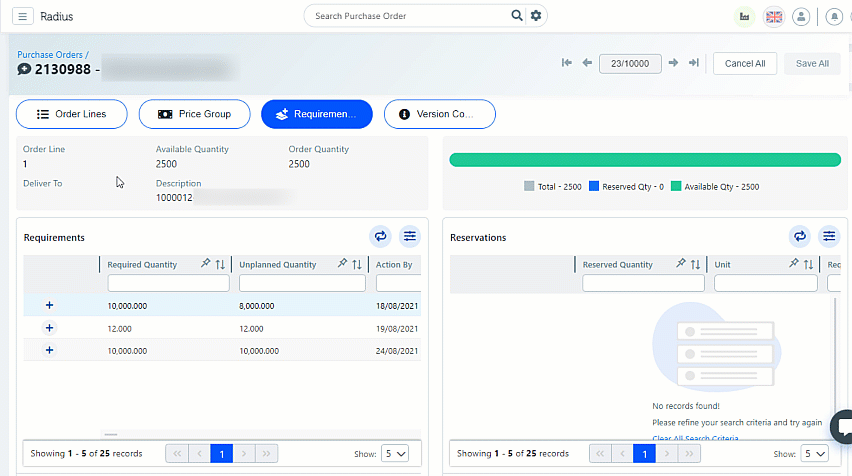 Radius
Search Purchase Order
Purchase Orders /
2130988 -
23/10000
Cancel All
Save All
Order Lines
Price Group
Requiremen...
Version Co...
Order Line
Available Quantity
Order Quantity
1
2500
2500
Deliver To
Description
1000012
Total - 2500
Reserved Qty - 0
Available Qty - 2500
Requirements
Required Quantity
Unplanned Quantity
Action By
10,000.000
8,000.000
18/08/2021
12.000
12.000
19/08/2021
10,000.000
10,000.000
24/08/2021
Showing 1 - 5 of 25 records
1
Show: 5
Reservations
Reserved Quantity
Unit
Req
No records found!
Please refine your search criteria and try again
Clear All Search Criteria
Showing 1 - 5 of 25 records
1
Show: 5